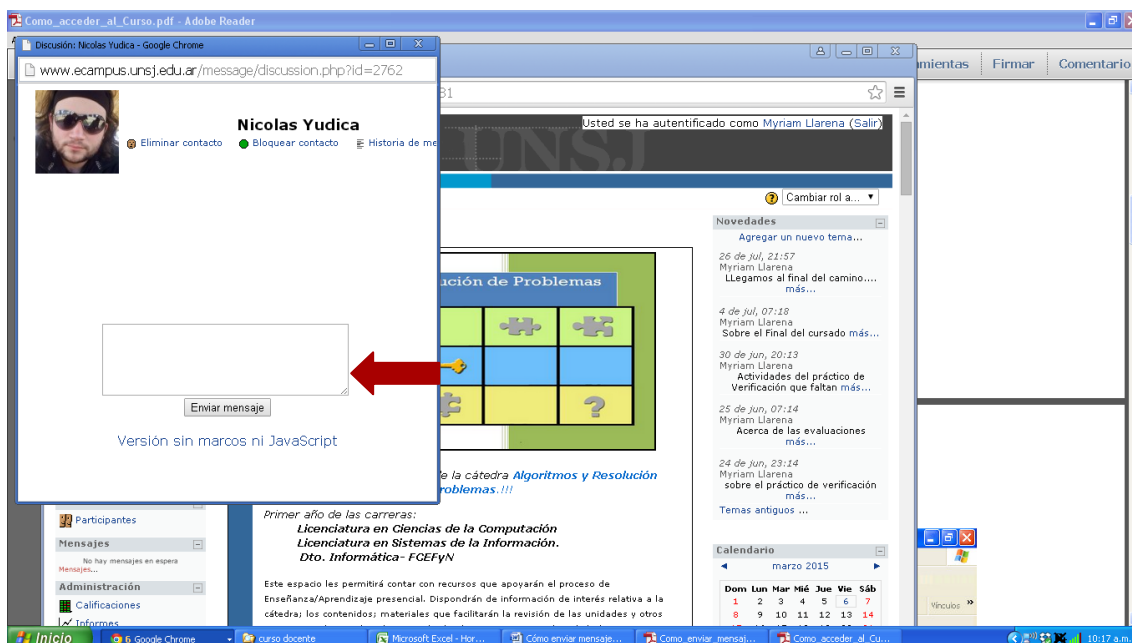 Como_acceder_al_Curso.pdf - Adobe Reader
Discusión: Nicolas Yudica - Google Chrome
www.ecampus.unsj.edu.ar/message/discussion.php?id=2762
Nicolas Yudica
Eliminar contacto
Bloquear contacto
Historia de me
Enviar mensaje
Versión sin marcos ni JavaScript
mientas
Firmar
Comentario
Usted se ha autentificado como Myriam Llarena (Salir)
UNSJ
Cambiar rol a...
ución de Problemas
?
e la cátedra Algoritmos y Resolución
roblemas.!!!
Primer año de las carreras:
Licenciatura en Ciencias de la Computación
Licenciatura en Sistemas de la Información.
Dto. Informática- FCEFyN
Este espacio les permitirá contar con recursos que apoyarán el proceso de
Enseñanza/Aprendizaje presencial. Dispondrán de información de interés relativa a la
cátedra; los contenidos; materiales que facilitarán la revisión de las unidades y otros
Participantes
Mensajes
No hay mensajes en espera
Mensajes...
Administración
Calificaciones
Informes
Novedades
Agregar un nuevo tema...
26 de jul, 21:57
Myriam Llarena
LLegamos al final del camino....
más...
4 de jul, 07:18
Myriam Llarena
Sobre el Final del cursado más...
30 de jun, 20:13
Myriam Llarena
Actividades del práctico de
Verificación que faltan más...
25 de jun, 07:14
Myriam Llarena
Acerca de las evaluaciones
más...
24 de jun, 23:14
Myriam Llarena
sobre el práctico de verificación
más...
Temas antiguos ...
Calendario
marzo 2015
Dom Lun Mar Mié Jue Vie Sáb
1 2 3 4 5 6 7
8 9 10 11 12 13 14
Vínculos
Inicio
6 Google Chrome
curso docente
Microsoft Excel - Hor...
Cómo enviar mensaje...
Como_enviar_mensaj...
Como_acceder_al_Cu...
10:17 a.m.